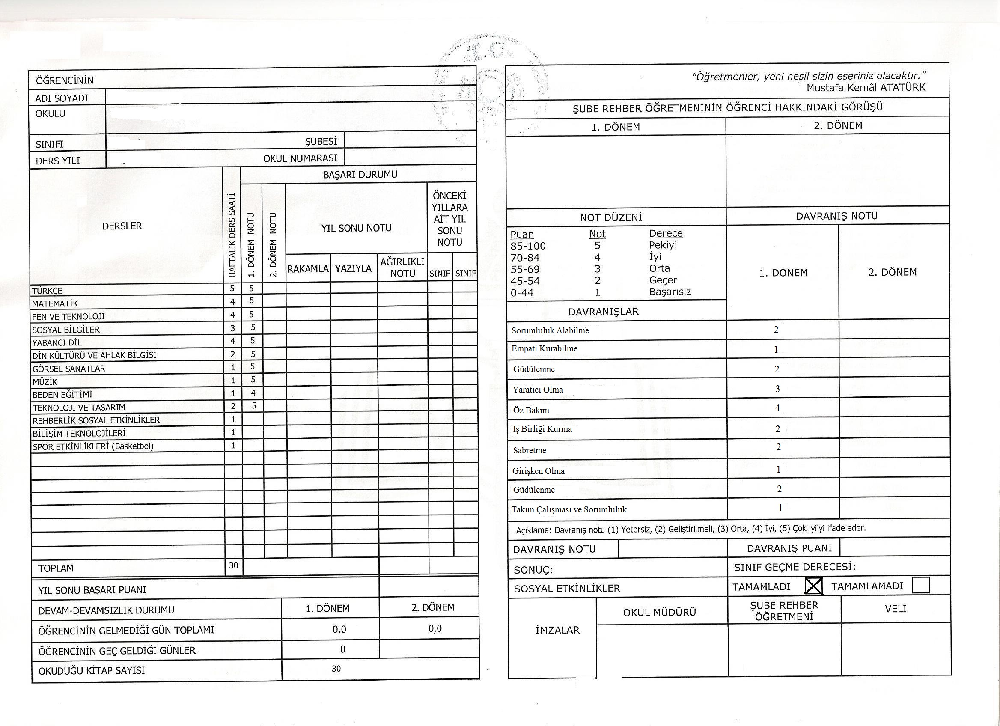 T.C.
ÖĞRENCİNİN
ADI SOYADI
OKULU
SINIFI ŞUBESİ
DERS YILI - OKUL NUMARASI
DERSLER
HAFTALIK DERS SAATİ
BAŞARI DURUMU
1. DÖNEM NOTU
2. DÖNEM NOTU
YIL SONU NOTU
ÖNCEKİ
YILLARA
AİT YIL
SONU
NOTU
RAKAMLA YAZIYLA AĞIRLIKLI
NOTU
SINIF SINIF
TÜRKÇE 5 5
MATEMATİK 4 5
FEN VE TEKNOLOJİ 4 5
SOSYAL BİLGİLER 3 5
YABANCI DİL 4 5
DİN KÜLTÜRÜ VE AHLAK BİLGİSİ 2 5
GÖRSEL SANATLAR 1 5
MÜZİK 1 5
BEDEN EĞİTİMİ 1 4
TEKNOLOJİ VE TASARIM 2 5
REHBERLİK SOSYAL ETKİNLİKLER 1
BİLİŞİM TEKNOLOJİLERİ 1
SPOR ETKİNLİKLERİ (Basketbol) 1
TOPLAM 30
YIL SONU BAŞARI PUANI
DEVAM-DEVAMSIZLIK DURUMU 1. DÖNEM 2. DÖNEM
ÖĞRENCİNİN GELMEDİĞİ GÜN TOPLAMI 0,0 0,0
ÖĞRENCİNİN GEÇ GELDİĞİ GÜNLER 0
OKUDUĞU KİTAP SAYISI 30
"Öğretmenler, yeni nesil sizin eseriniz olacaktır."
Mustafa Kemâl ATATÜRK
ŞUBE REHBER ÖĞRETMENİNİN ÖĞRENCİ HAKKINDAKİ GÖRÜŞÜ
1. DÖNEM 2. DÖNEM
NOT DÜZENİ DAVRANIŞ NOTU
Puan Not Derece
85-100 5 Pekiyi
70-84 4 İyi
55-69 3 Orta
45-54 2 Geçer
0-44 1 Başarısız
1. DÖNEM 2. DÖNEM
DAVRANIŞLAR
Sorumluluk Alabilme 2
Empati Kurabilme 1
Güdülenme 2
Yaratıcı Olma 3
Öz Bakım 4
İş Birliği Kurma 2
Sabretme 2
Girişken Olma 1
Güdülenme 2
Takım Çalışması ve Sorumluluk 1
Açıklama: Davranış notu (1) Yetersiz, (2) Geliştirilmeli, (3) Orta, (4) İyi, (5) Çok iyi'yi ifade eder.
DAVRANIŞ NOTU DAVRANIŞ PUANI
SONUÇ: SINIF GEÇME DERECESİ:
SOSYAL ETKİNLİKLER TAMAMLADI TAMAMLAMADI
İMZALAR
OKUL MÜDÜRÜ
ŞUBE REHBER
ÖĞRETMENİ
VELİ